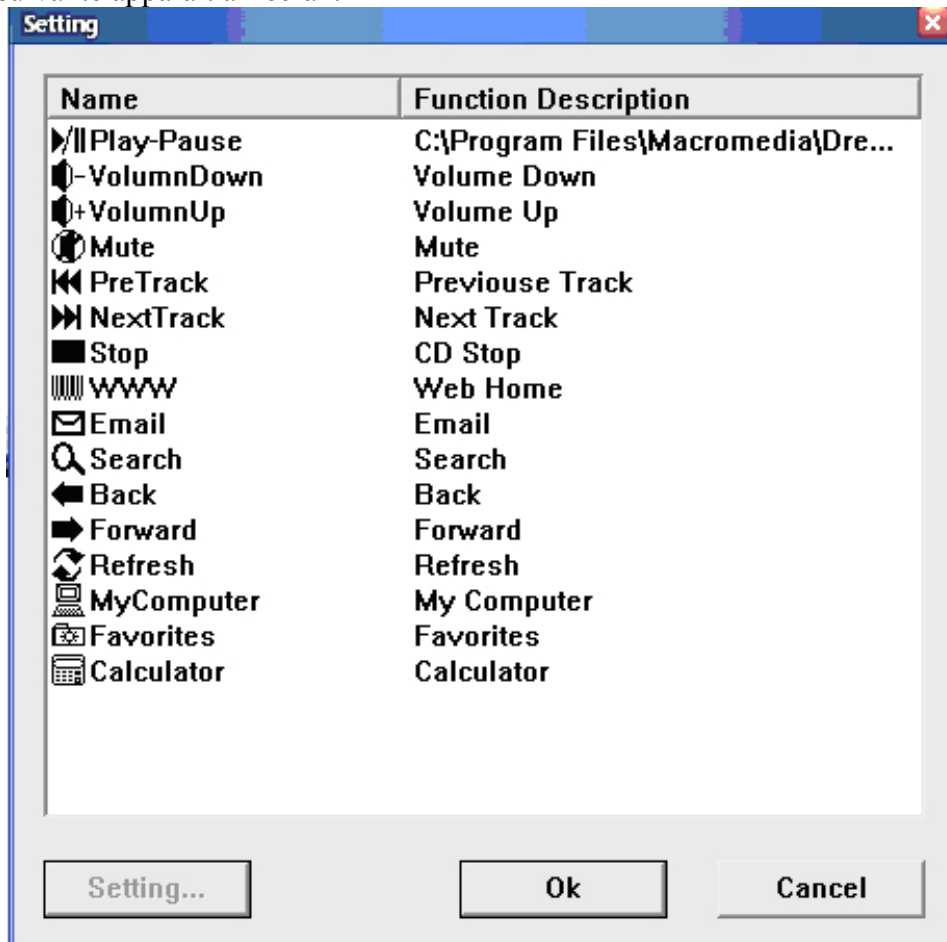 Setting
Name Function Description
Play-Pause C:\Program Files\Macromedia\Dre...
VolumnDown Volume Down
VolumnUp Volume Up
Mute Mute
PreTrack Previouse Track
NextTrack Next Track
Stop CD Stop
WWW Web Home
Email Email
Search Search
Back Back
Forward Forward
Refresh Refresh
MyComputer My Computer
Favorites Favorites
Calculator Calculator
Setting... Ok Cancel